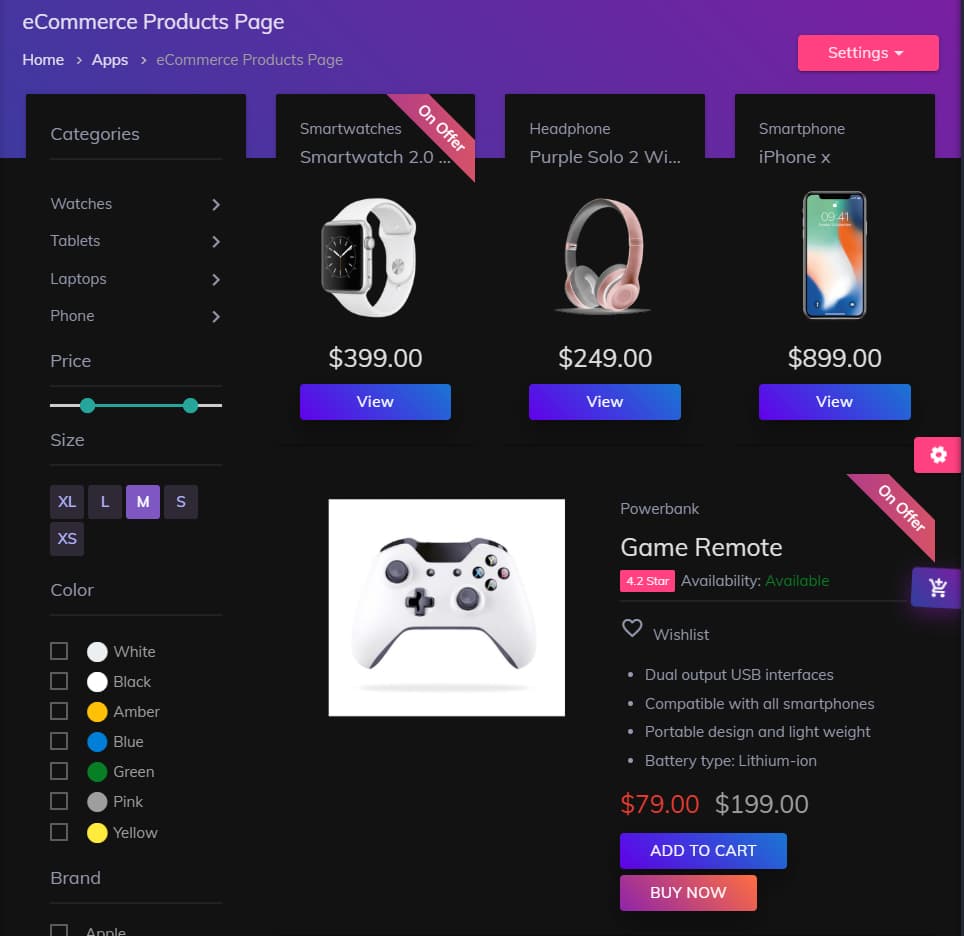 eCommerce Products Page
Home > Apps > eCommerce Products Page
Settings
Categories
Watches
Tablets
Laptops
Phone
Price
Size
XL L M S
XS
Color
White
Black
Amber
Blue
Green
Pink
Yellow
Brand
Apple
On Offer
Smartwatches
Smartwatch 2.0 ...
$399.00
View
Headphone
Purple Solo 2 Wi...
$249.00
View
Smartphone
iPhone x
09:41
$899.00
View
On Offer
Powerbank
Game Remote
4.2 Star Availability: Available
Wishlist
• Dual output USB interfaces
• Compatible with all smartphones
• Portable design and light weight
• Battery type: Lithium-ion
$79.00 $199.00
ADD TO CART
BUY NOW